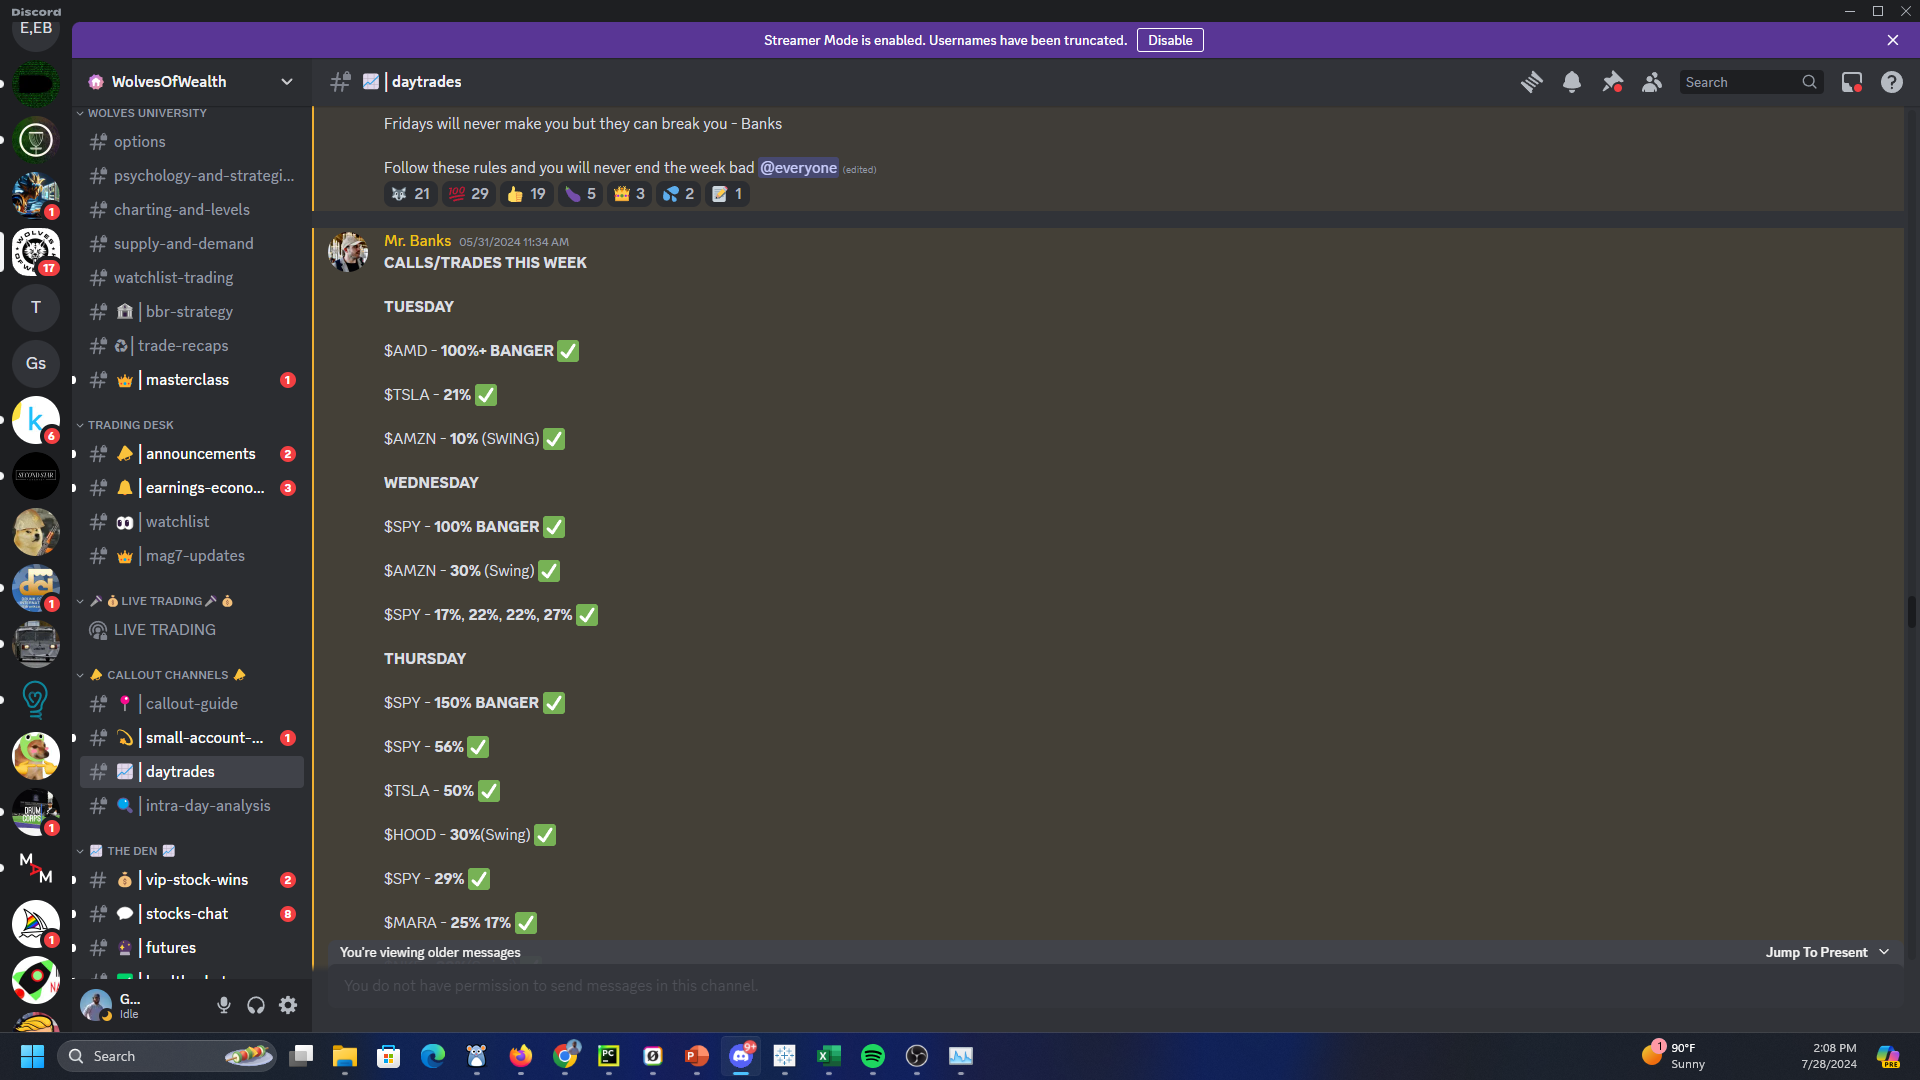 Discord
E,EB
Streamer Mode is enabled. Usernames have been truncated. Disable
WolvesOfWealth
| daytrades
Search
WOLVES UNIVERSITY
options
psychology-and-strategi...
charting-and-levels
supply-and-demand
watchlist-trading
| bbr-strategy
| trade-recaps
| masterclass 1
TRADING DESK
| announcements 2
| earnings-econo... 3
| watchlist
| mag7-updates
LIVE TRADING
LIVE TRADING
CALLOUT CHANNELS
| callout-guide
| small-account-... 1
| daytrades
| intra-day-analysis
THE DEN
| vip-stock-wins 2
| stocks-chat 8
| futures
1
WOLVES
17
T
Gs
k
6
SECOND STAR
dci
1
DRUM CORPS
1
M A M
1
G...
Idle
Fridays will never make you but they can break you - Banks
Follow these rules and you will never end the week bad @everyone (edited)
21 29 19 5 3 2 1
Mr. Banks 05/31/2024 11:34 AM
CALLS/TRADES THIS WEEK
TUESDAY
$AMD - 100%+ BANGER ✅
$TSLA - 21% ✅
$AMZN - 10% (SWING) ✅
WEDNESDAY
$SPY - 100% BANGER ✅
$AMZN - 30% (Swing) ✅
$SPY - 17%, 22%, 22%, 27% ✅
THURSDAY
$SPY - 150% BANGER ✅
$SPY - 56% ✅
$TSLA - 50% ✅
$HOOD - 30%(Swing) ✅
$SPY - 29% ✅
$MARA - 25% 17% ✅
You're viewing older messages
Jump To Present
You do not have permission to send messages in this channel.
Search
PC
9+
1
90°F
Sunny
2:08 PM
7/28/2024
PRE